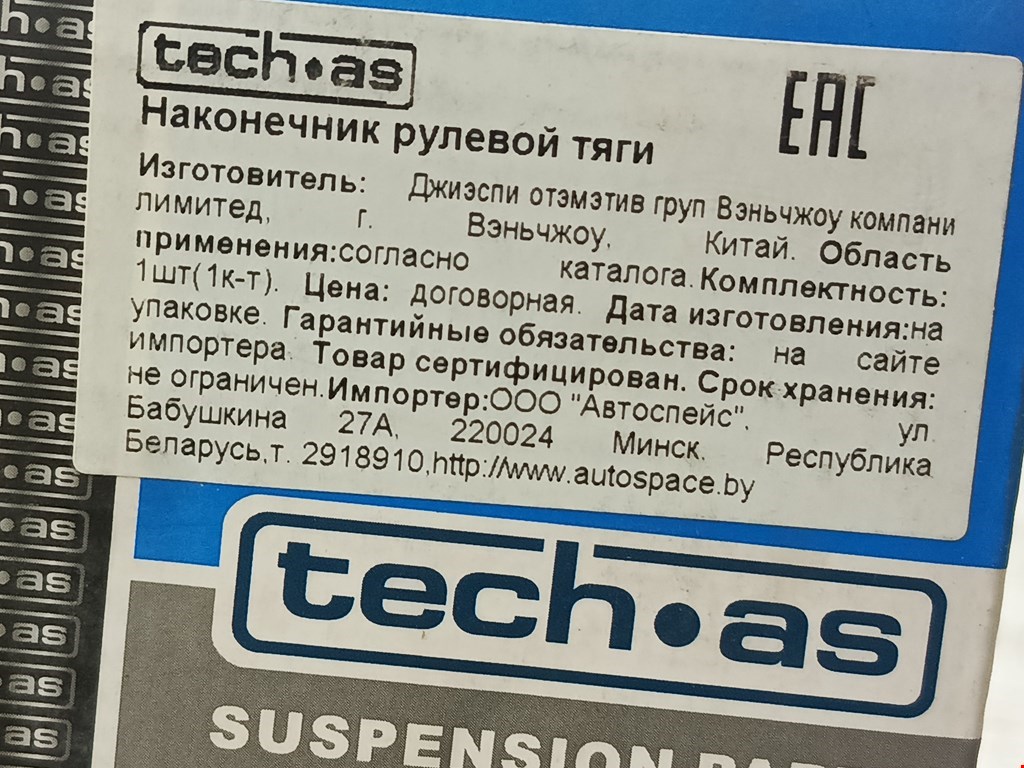 tech.as
EAC
Наконечник рулевой тяги
Изготовитель: Джиэспи отэмэтив груп Вэньчжоу компани
лимитед, г. Вэньчжоу, Китай. Область
применения:согласно каталога. Комплектность:
1шт(1к-т). Цена: договорная. Дата изготовления:на
упаковке. Гарантийные обязательства: на сайте
импортера. Товар сертифицирован. Срок хранения:
не ограничен.Импортер:ООО "Автоспейс", ул.
Бабушкина 27А, 220024 Минск, Республика
Беларусь,т. 2918910,http://www.autospace.by
tech•as
SUSPENSION